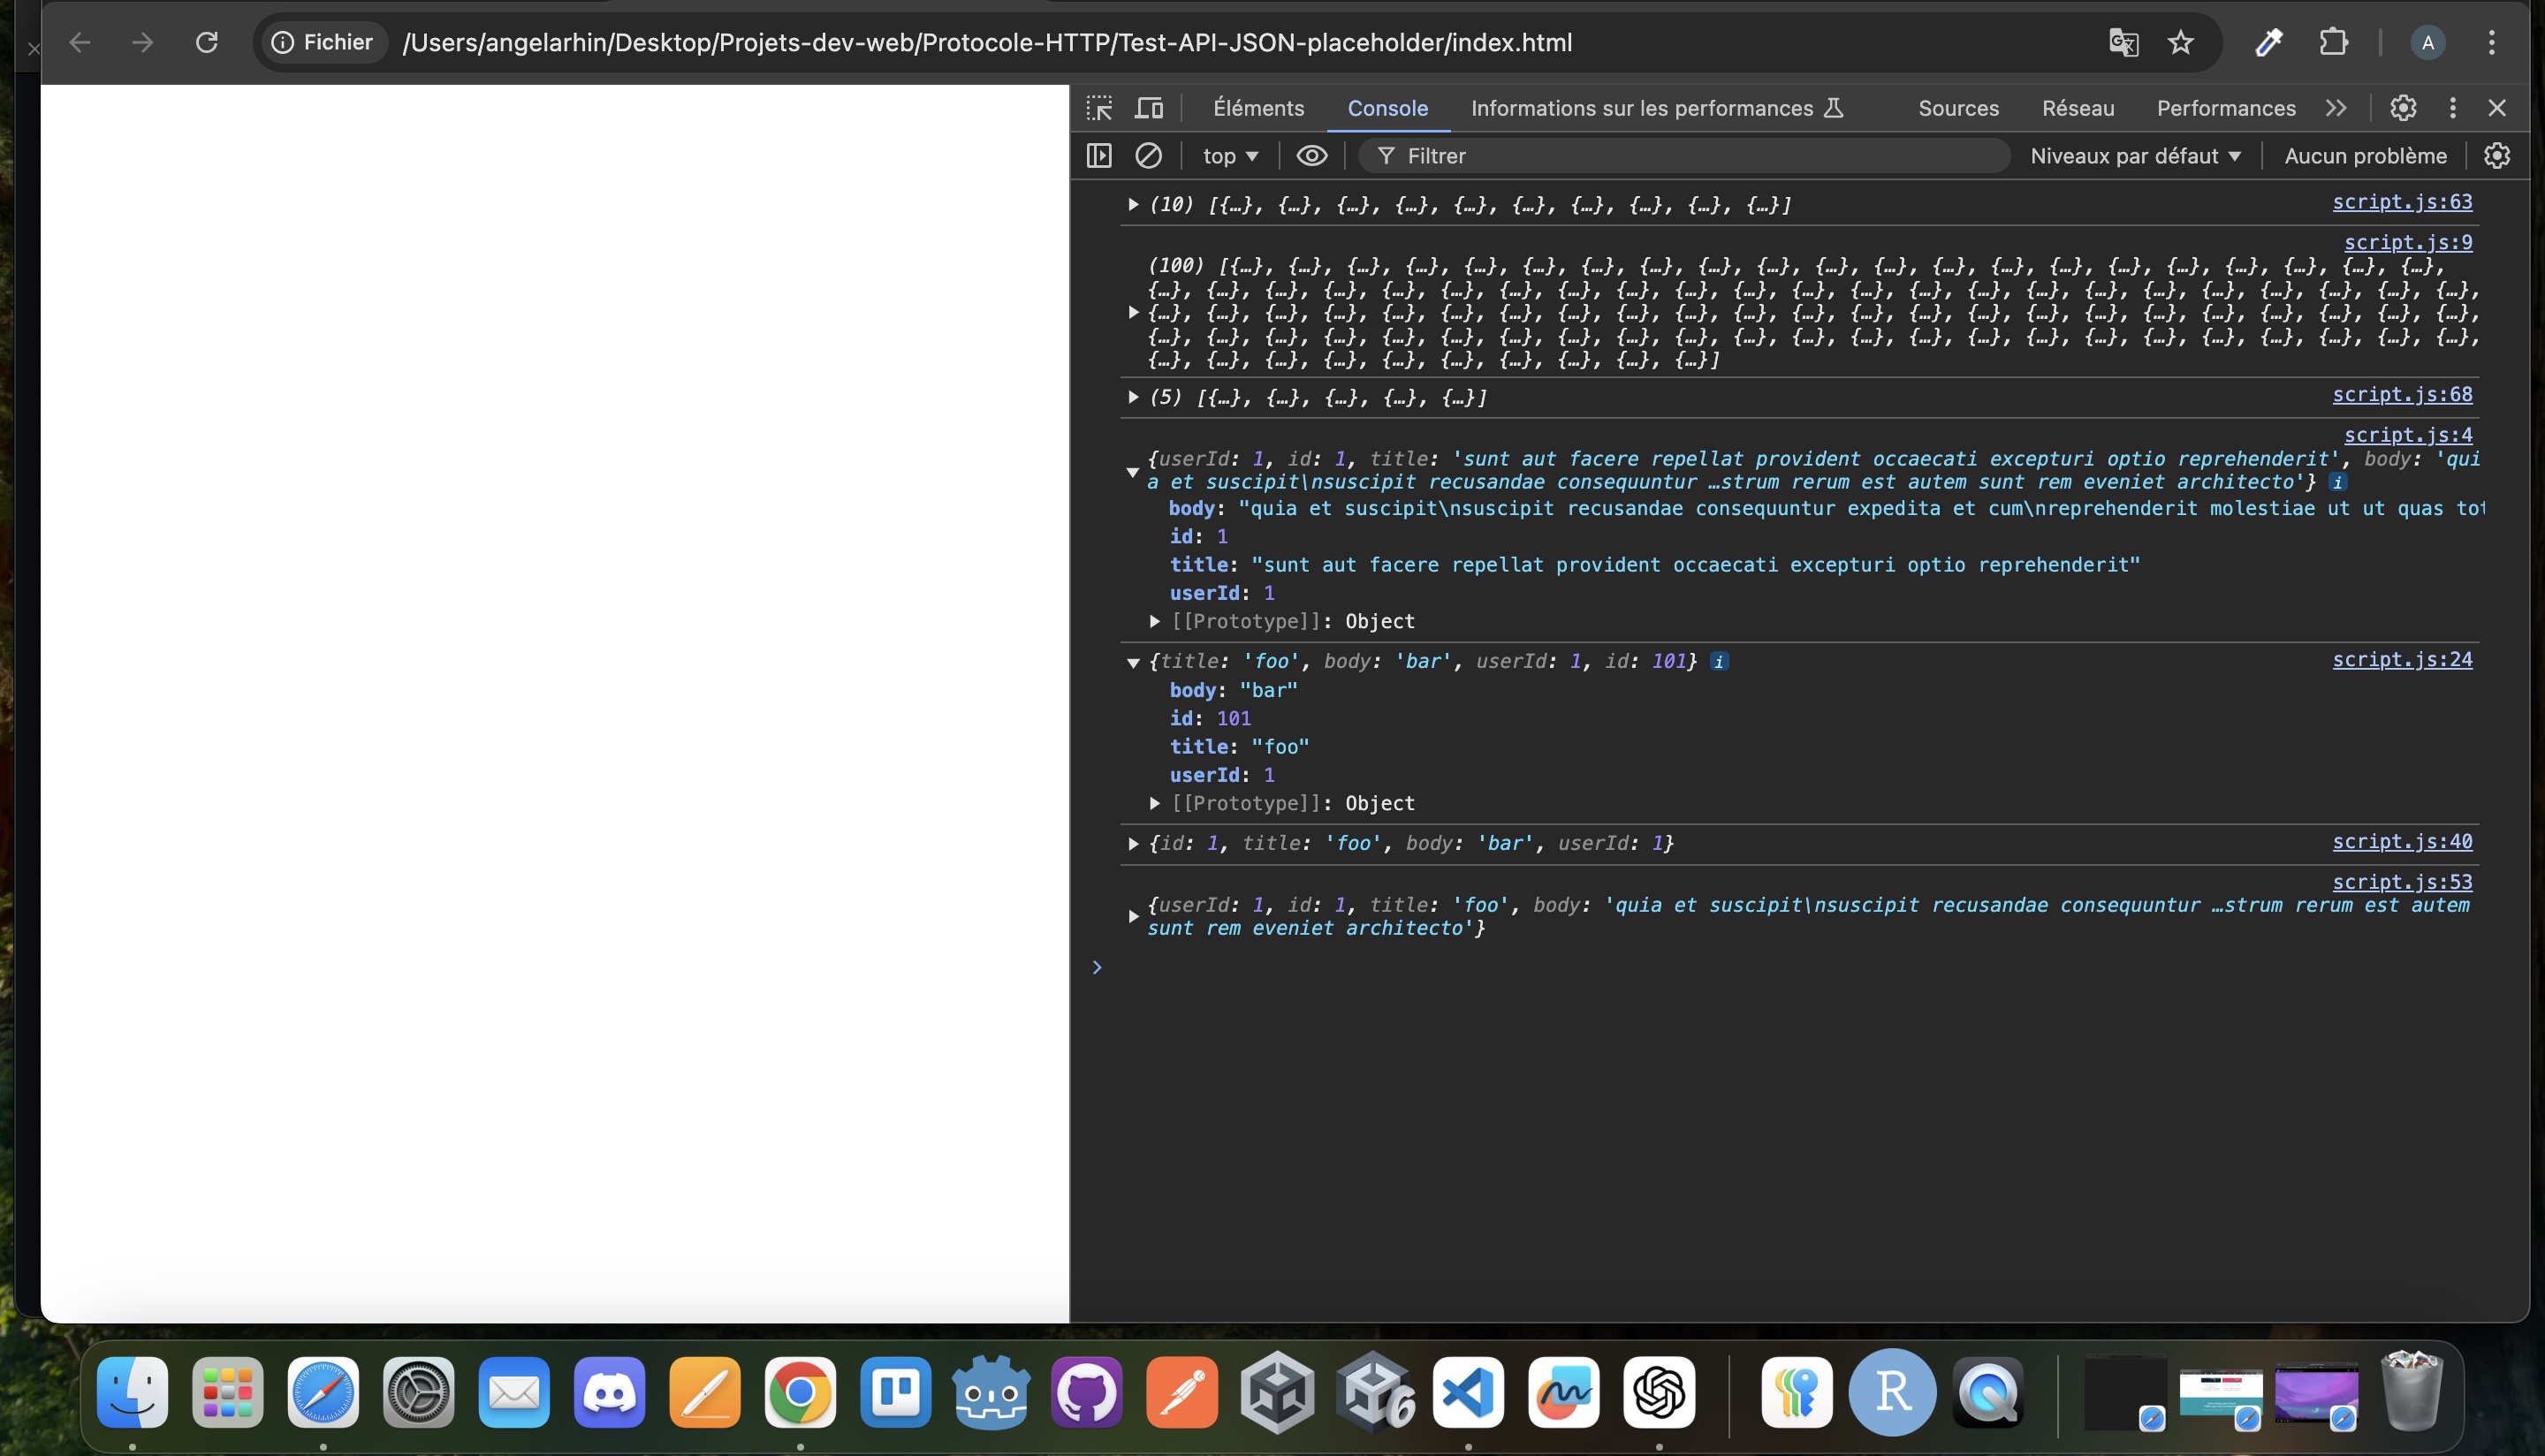 Fichier
/Users/angelarhin/Desktop/Projets-dev-web/Protocole-HTTP/Test-API-JSON-placeholder/index.html
A
Éléments
Console
Informations sur les performances
Sources
Réseau
Performances
top
Filtrer
Niveaux par défaut
Aucun problème
(10) [{…}, {…}, {…}, {…}, {…}, {…}, {…}, {…}, {…}, {…}]
script.js:63
script.js:9
(100) [{…}, {…}, {…}, {…}, {…}, {…}, {…}, {…}, {…}, {…}, {…}, {…}, {…}, {…}, {…}, {…}, {…}, {…}, {…}, {…}, {…},
{…}, {…}, {…}, {…}, {…}, {…}, {…}, {…}, {…}, {…}, {…}, {…}, {…}, {…}, {…}, {…}, {…}, {…}, {…}, {…}, {…}, {…}, {…},
{…}, {…}, {…}, {…}, {…}, {…}, {…}, {…}, {…}, {…}, {…}, {…}, {…}, {…}, {…}, {…}, {…}, {…}, {…}, {…}, {…}, {…}, {…},
{…}, {…}, {…}, {…}, {…}, {…}, {…}, {…}, {…}, {…}, {…}, {…}, {…}, {…}, {…}, {…}, {…}, {…}, {…}, {…}, {…}, {…}, {…},
{…}, {…}, {…}, {…}, {…}, {…}, {…}, {…}, {…}, {…}]
(5) [{…}, {…}, {…}, {…}, {…}]
script.js:68
script.js:4
{userId: 1, id: 1, title: 'sunt aut facere repellat provident occaecati excepturi optio reprehenderit', body: 'qui
a et suscipit\nsuscipit recusandae consequuntur …strum rerum est autem sunt rem eveniet architecto'} i
body: "quia et suscipit\nsuscipit recusandae consequuntur expedita et cum\nreprehenderit molestiae ut ut quas tot
id: 1
title: "sunt aut facere repellat provident occaecati excepturi optio reprehenderit"
userId: 1
[[Prototype]]: Object
{title: 'foo', body: 'bar', userId: 1, id: 101} i
script.js:24
body: "bar"
id: 101
title: "foo"
userId: 1
[[Prototype]]: Object
{id: 1, title: 'foo', body: 'bar', userId: 1}
script.js:40
script.js:53
{userId: 1, id: 1, title: 'foo', body: 'quia et suscipit\nsuscipit recusandae consequuntur …strum rerum est autem
sunt rem eveniet architecto'}
6
R